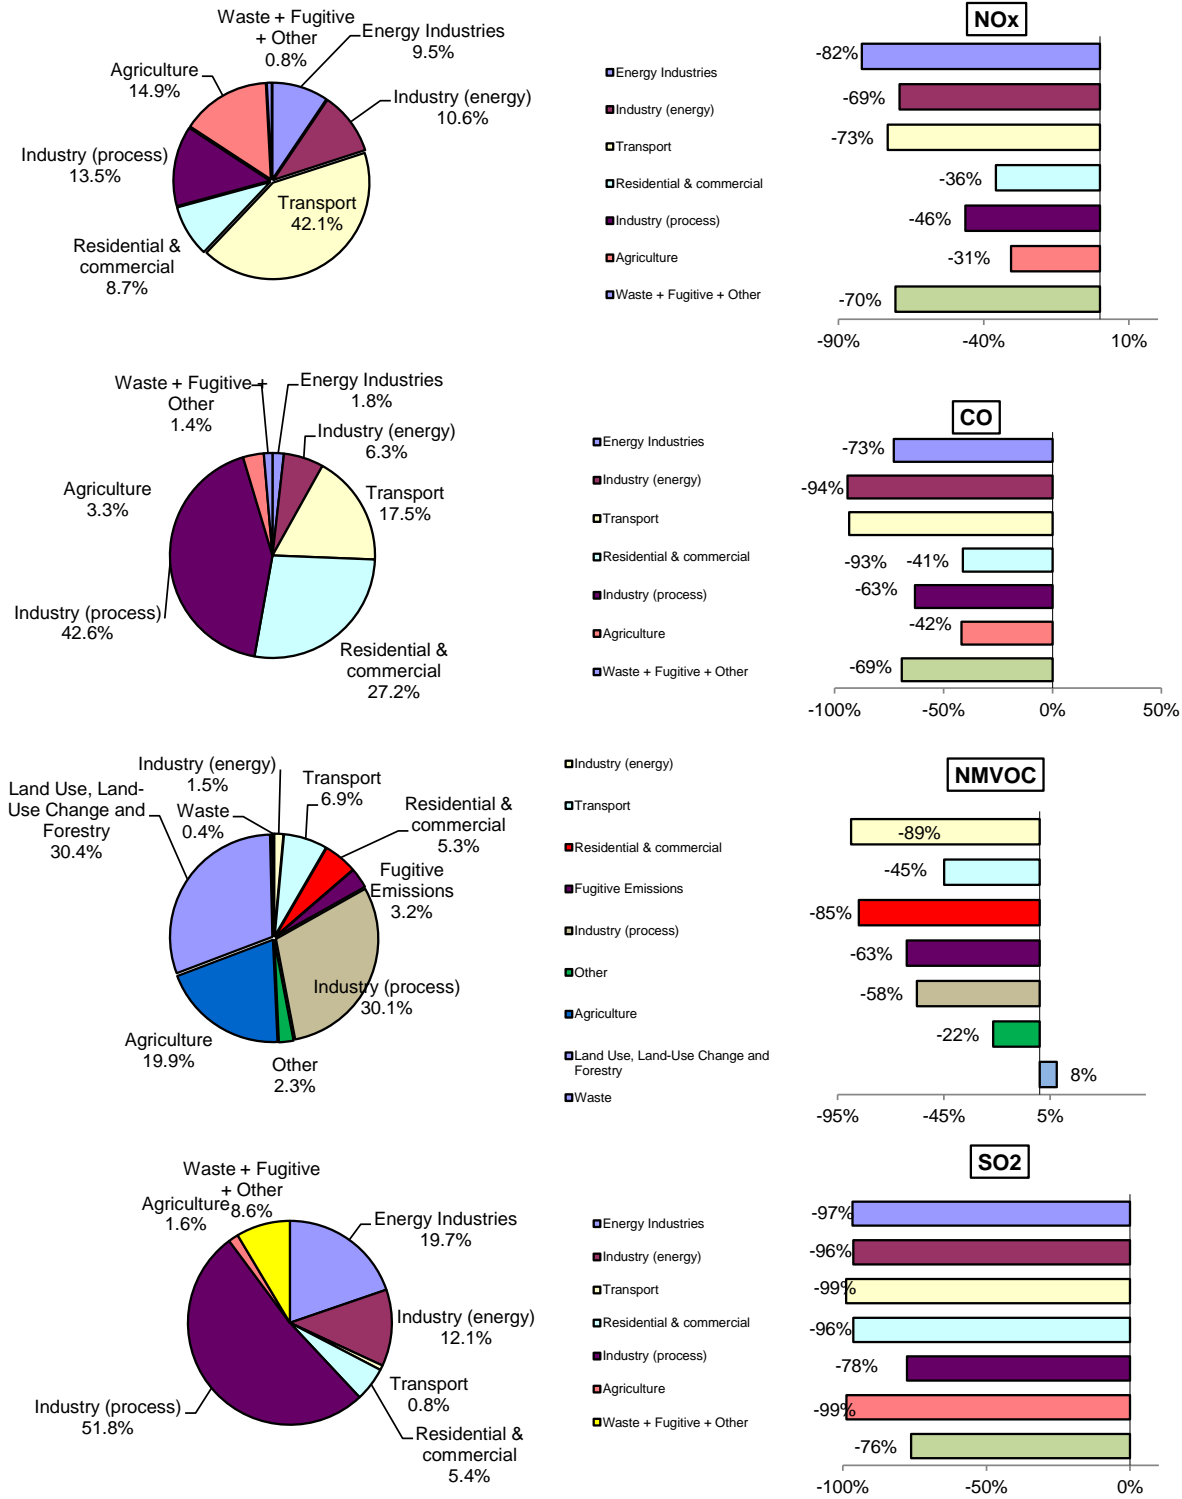 Waste + Fugitive
+ Other
0.8%
Energy Industries
9.5%
Agriculture
14.9%
Industry (energy)
10.6%
Industry (process)
13.5%
Transport
42.1%
Residential &
commercial
8.7%
Energy Industries
Industry (energy)
Transport
Residential & commercial
Industry (process)
Agriculture
Waste + Fugitive + Other
NOx
-82%
-69%
-73%
-36%
-46%
-31%
-70%
-90%
-40%
10%
Waste + Fugitive +
Other
1.4%
Energy Industries
1.8%
Industry (energy)
6.3%
Agriculture
3.3%
Transport
17.5%
Industry (process)
42.6%
Residential &
commercial
27.2%
Energy Industries
Industry (energy)
Transport
Residential & commercial
Industry (process)
Agriculture
Waste + Fugitive + Other
CO
-73%
-94%
-93%
-41%
-63%
-42%
-69%
-100%
-50%
0%
50%
Industry (energy)
1.5%
Transport
6.9%
Land Use, Land-
Use Change and
Forestry
30.4%
Waste
0.4%
Residential &
commercial
5.3%
Fugitive
Emissions
3.2%
Industry (process)
30.1%
Agriculture
19.9%
Other
2.3%
Industry (energy)
Transport
Residential & commercial
Fugitive Emissions
Industry (process)
Other
Agriculture
Land Use, Land-Use Change and
Forestry
Waste
NMVOC
-89%
-45%
-85%
-63%
-58%
-22%
8%
-95%
-45%
5%
Waste + Fugitive
+ Other
8.6%
Agriculture
1.6%
Energy Industries
19.7%
Industry (energy)
12.1%
Transport
0.8%
Industry (process)
51.8%
Residential &
commercial
5.4%
Energy Industries
Industry (energy)
Transport
Residential & commercial
Industry (process)
Agriculture
Waste + Fugitive + Other
SO2
-97%
-96%
-99%
-96%
-78%
-99%
-76%
-100%
-50%
0%